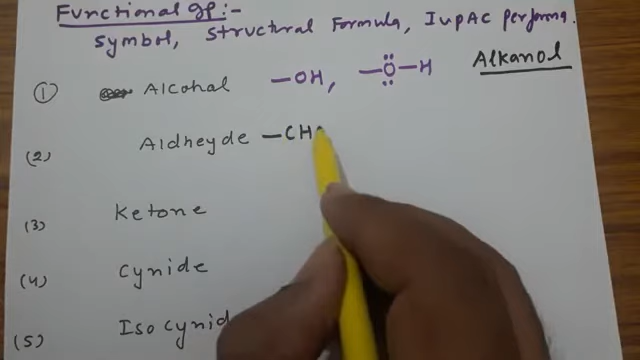 Functional gp:-
Symbol, Structural Formula, IUPAC performa.
(1) Alcohal —OH, —Ö—H Alkanol
(2) Aldheyde —CH
(3) Ketone
(4) Cynide
(5) Iso Cynid